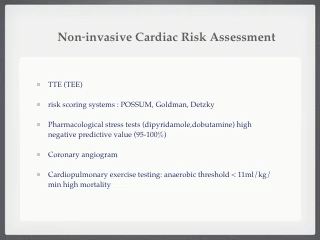 Non-invasive Cardiac Risk Assessment
TTE (TEE)
risk scoring systems : POSSUM, Goldman, Detzky
Pharmacological stress tests (dipyridamole,dobutamine) high
negative predictive value (95-100%)
Coronary angiogram
Cardiopulmonary exercise testing: anaerobic threshold < 11ml/kg/
min high mortality